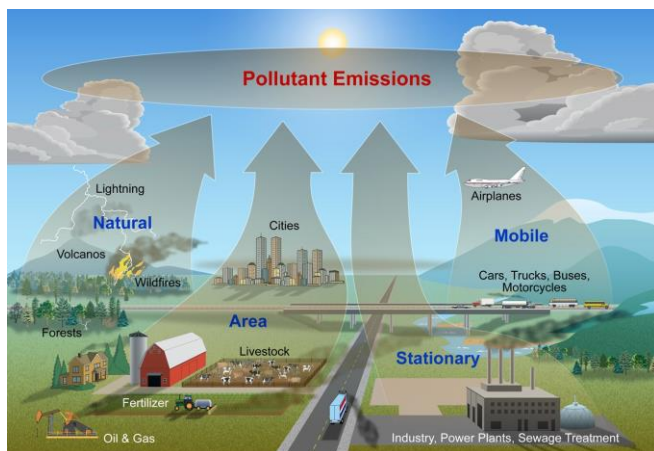 Pollutant Emissions
Lightning
Natural
Volcanos
Wildfires
Forests
Cities
Airplanes
Mobile
Cars, Trucks, Buses,
Motorcycles
Area
Livestock
Fertilizer
Oil & Gas
Stationary
Industry, Power Plants, Sewage Treatment